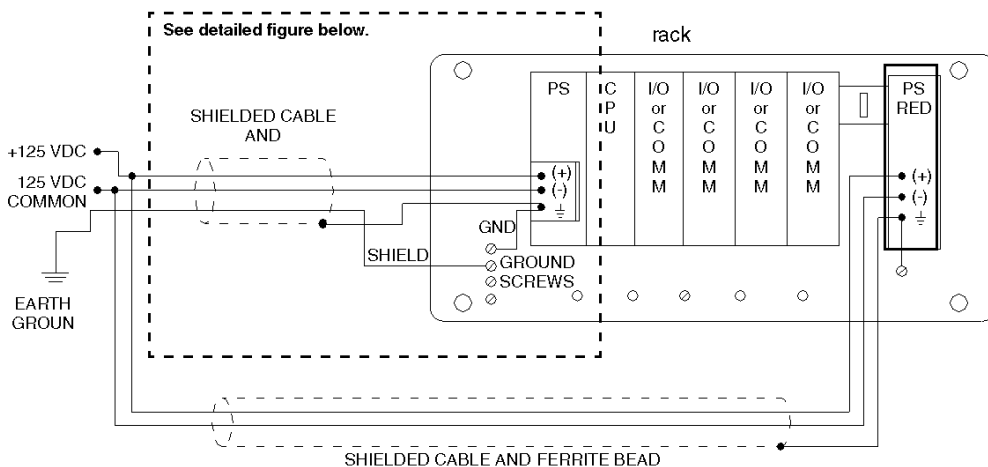 See detailed figure below.
rack
SHIELDED CABLE
AND
+125 VDC
125 VDC
COMMON
EARTH
GROUN
SHIELD
GND
GROUND
SCREWS
PS
(+)
(-)
C
P
U
I/O
or
C
O
M
M
I/O
or
C
O
M
M
I/O
or
C
O
M
M
I/O
or
C
O
M
M
PS
RED
(+)
(-)
SHIELDED CABLE AND FERRITE BEAD